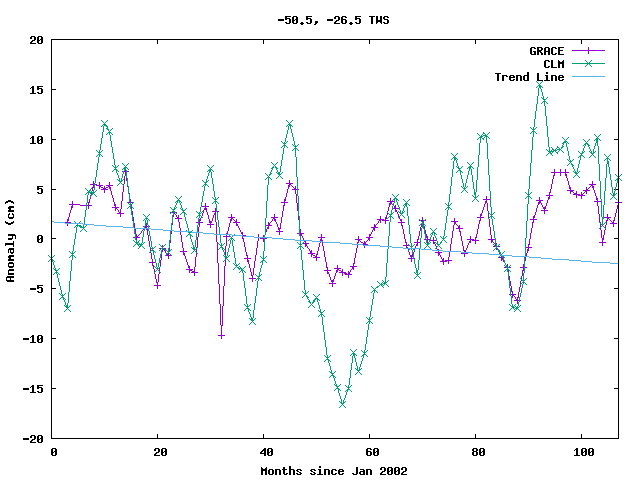 -50.5, -26.5 TWS
GRACE
CLM
Trend Line
20
15
10
5
0
-5
-10
-15
-20
Anomaly (cm)
0 20 40 60 80 100
Months since Jan 2002